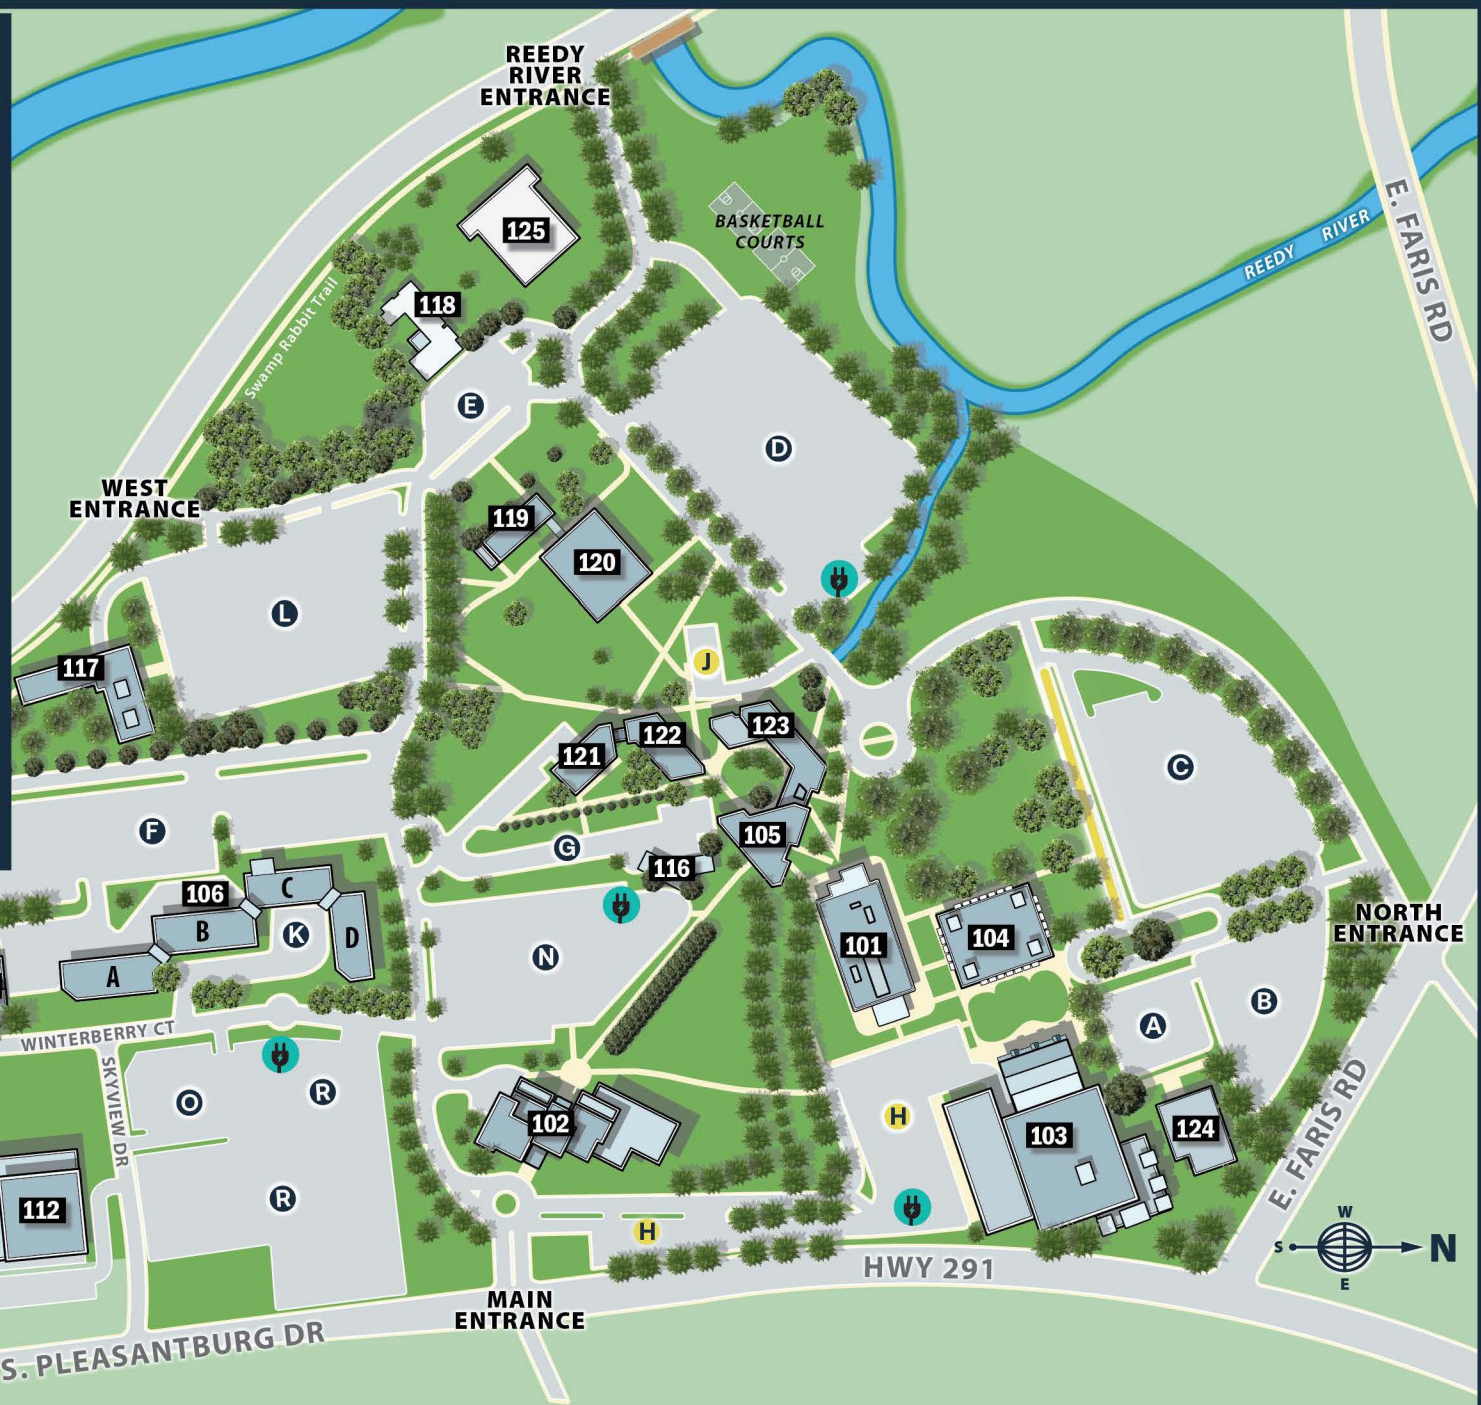 REEDY
RIVER
ENTRANCE
125
BASKETBALL
COURTS
E. FARIS RD
REEDY RIVER
118
Swamp Rabbit Trail
E
D
WEST
ENTRANCE
119
120
L
117
J
123
122
121
C
F
G
105
116
106
C
B
K
D
A
N
101
104
NORTH
ENTRANCE
B
A
WINTERBERRY CT
SKYVIEW DR
O
R
R
102
H
103
124
E. FARIS RD
112
H
W
S
N
E
HWY 291
MAIN
ENTRANCE
S. PLEASANTBURG DR